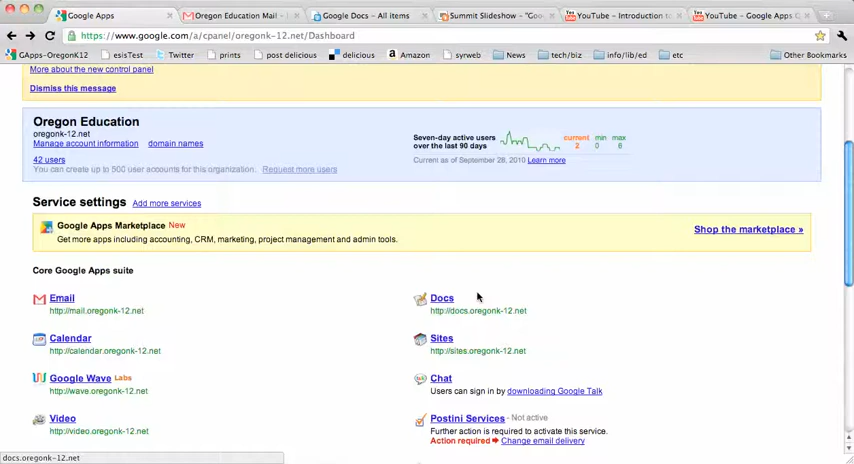 Google Apps
Oregon Education Mail – I
Google Docs – All items
Summit Slideshow – "Goo
YouTube – Introduction to
YouTube – Google Apps O
https://www.google.com/a/cpanel/oregonk-12.net/Dashboard
GApps-OregonK12
esisTest
Twitter
prints
post delicious
delicious
Amazon
syrweb
News
tech/biz
info/lib/ed
etc
Other Bookmarks
More about the new control panel
Dismiss this message
Oregon Education
oregonk-12.net
Manage account information domain names
42 users
You can create up to 500 user accounts for this organization. Request more users
Seven-day active users
over the last 90 days
current min max
2 0 6
Current as of September 28, 2010 Learn more
Service settings Add more services
Google Apps Marketplace New
Get more apps including accounting, CRM, marketing, project management and admin tools.
Shop the marketplace »
Core Google Apps suite
Email
http://mail.oregonk-12.net
Docs
http://docs.oregonk-12.net
Calendar
http://calendar.oregonk-12.net
Sites
http://sites.oregonk-12.net
Google Wave Labs
http://wave.oregonk-12.net
Chat
Users can sign in by downloading Google Talk
Video
http://video.oregonk-12.net
Postini Services - Not active
Further action is required to activate this service.
Action required Change email delivery
docs.oregonk-12.net